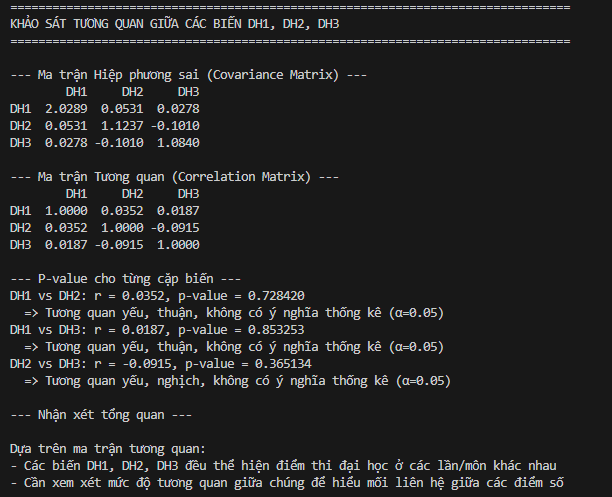 ================================================================================
KHẢO SÁT TƯƠNG QUAN GIỮA CÁC BIẾN DH1, DH2, DH3
================================================================================
--- Ma trận Hiệp phương sai (Covariance Matrix) ---
DH1 DH2 DH3
DH1 2.0289 0.0531 0.0278
DH2 0.0531 1.1237 -0.1010
DH3 0.0278 -0.1010 1.0840
--- Ma trận Tương quan (Correlation Matrix) ---
DH1 DH2 DH3
DH1 1.0000 0.0352 0.0187
DH2 0.0352 1.0000 -0.0915
DH3 0.0187 -0.0915 1.0000
--- P-value cho từng cặp biến ---
DH1 vs DH2: r = 0.0352, p-value = 0.728420
=> Tương quan yếu, thuận, không có ý nghĩa thống kê (α=0.05)
DH1 vs DH3: r = 0.0187, p-value = 0.853253
=> Tương quan yếu, thuận, không có ý nghĩa thống kê (α=0.05)
DH2 vs DH3: r = -0.0915, p-value = 0.365134
=> Tương quan yếu, nghịch, không có ý nghĩa thống kê (α=0.05)
--- Nhận xét tổng quan ---
Dựa trên ma trận tương quan:
- Các biến DH1, DH2, DH3 đều thể hiện điểm thi đại học ở các lần/môn khác nhau
- Cần xem xét mức độ tương quan giữa chúng để hiểu mối liên hệ giữa các điểm số